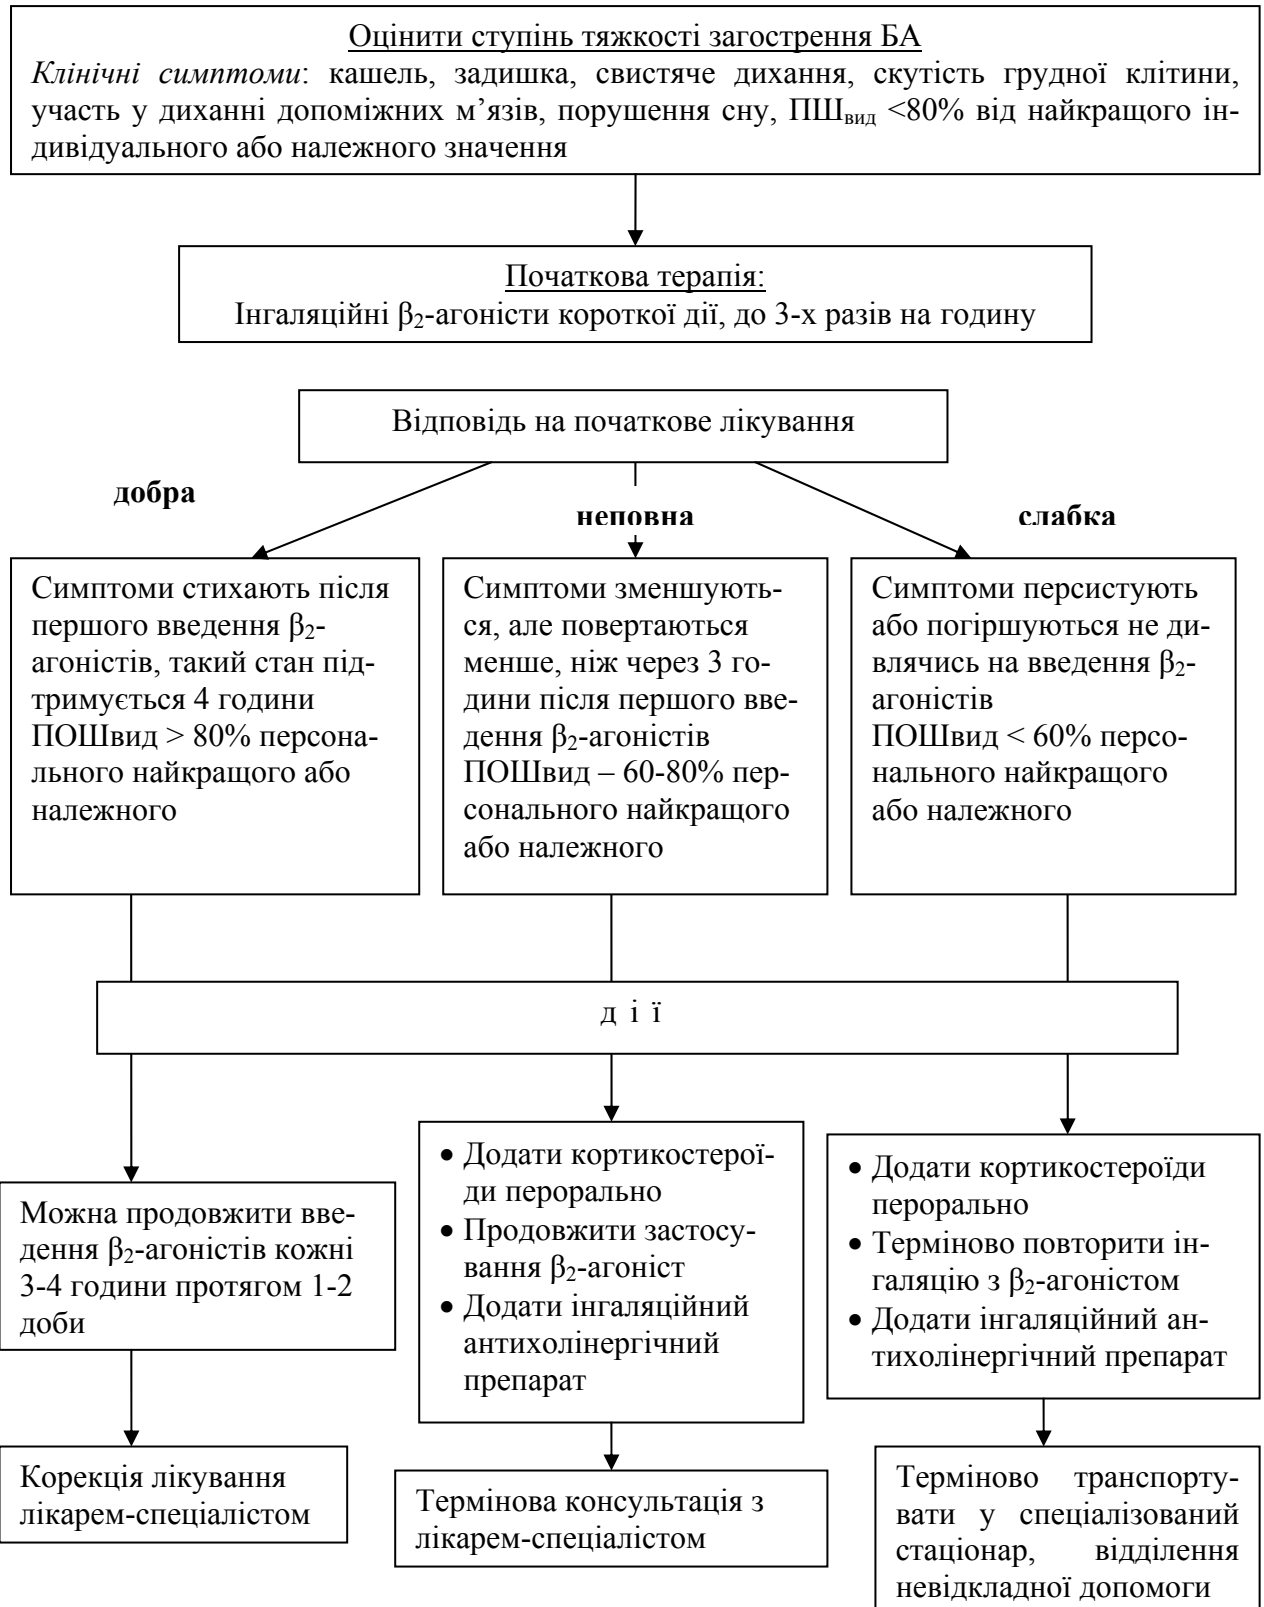 Оцінити ступінь тяжкості загострення БА
Клінічні симптоми: кашель, задишка, свистяче дихання, скутість грудної клітини,
участь у диханні допоміжних м’язів, порушення сну, ПШвид <80% від найкращого ін-
дивідуального або належного значення
Початкова терапія:
Інгаляційні β2-агоністи короткої дії, до 3-х разів на годину
Відповідь на початкове лікування
добра
неповна
слабка
Симптоми стихають після
першого введення β2-
агоністів, такий стан під-
тримується 4 години
ПОШвид > 80% персона-
льного найкращого або
належного
Симптоми зменшують-
ся, але повертаються
менше, ніж через 3 го-
дини після першого вве-
дення β2-агоністів
ПОШвид – 60-80% пер-
сонального найкращого
або належного
Симптоми персистують
або погіршуються не ди-
влячись на введення β2-
агоністів
ПОШвид < 60% персо-
нального найкращого
або належного
д і ї
Можна продовжити вве-
дення β2-агоністів кожні
3-4 години протягом 1-2
доби
• Додати кортикостерої-
ди перорально
• Продовжити застосу-
вання β2-агоніст
• Додати інгаляційний
антихолінергічний
препарат
• Додати кортикостероїди
перорально
• Терміново повторити ін-
галяцію з β2-агоністом
• Додати інгаляційний ан-
тихолінергічний препарат
Корекція лікування
лікарем-спеціалістом
Термінова консультація з
лікарем-спеціалістом
Терміново транспорту-
вати у спеціалізований
стаціонар, відділення
невідкладної допомоги